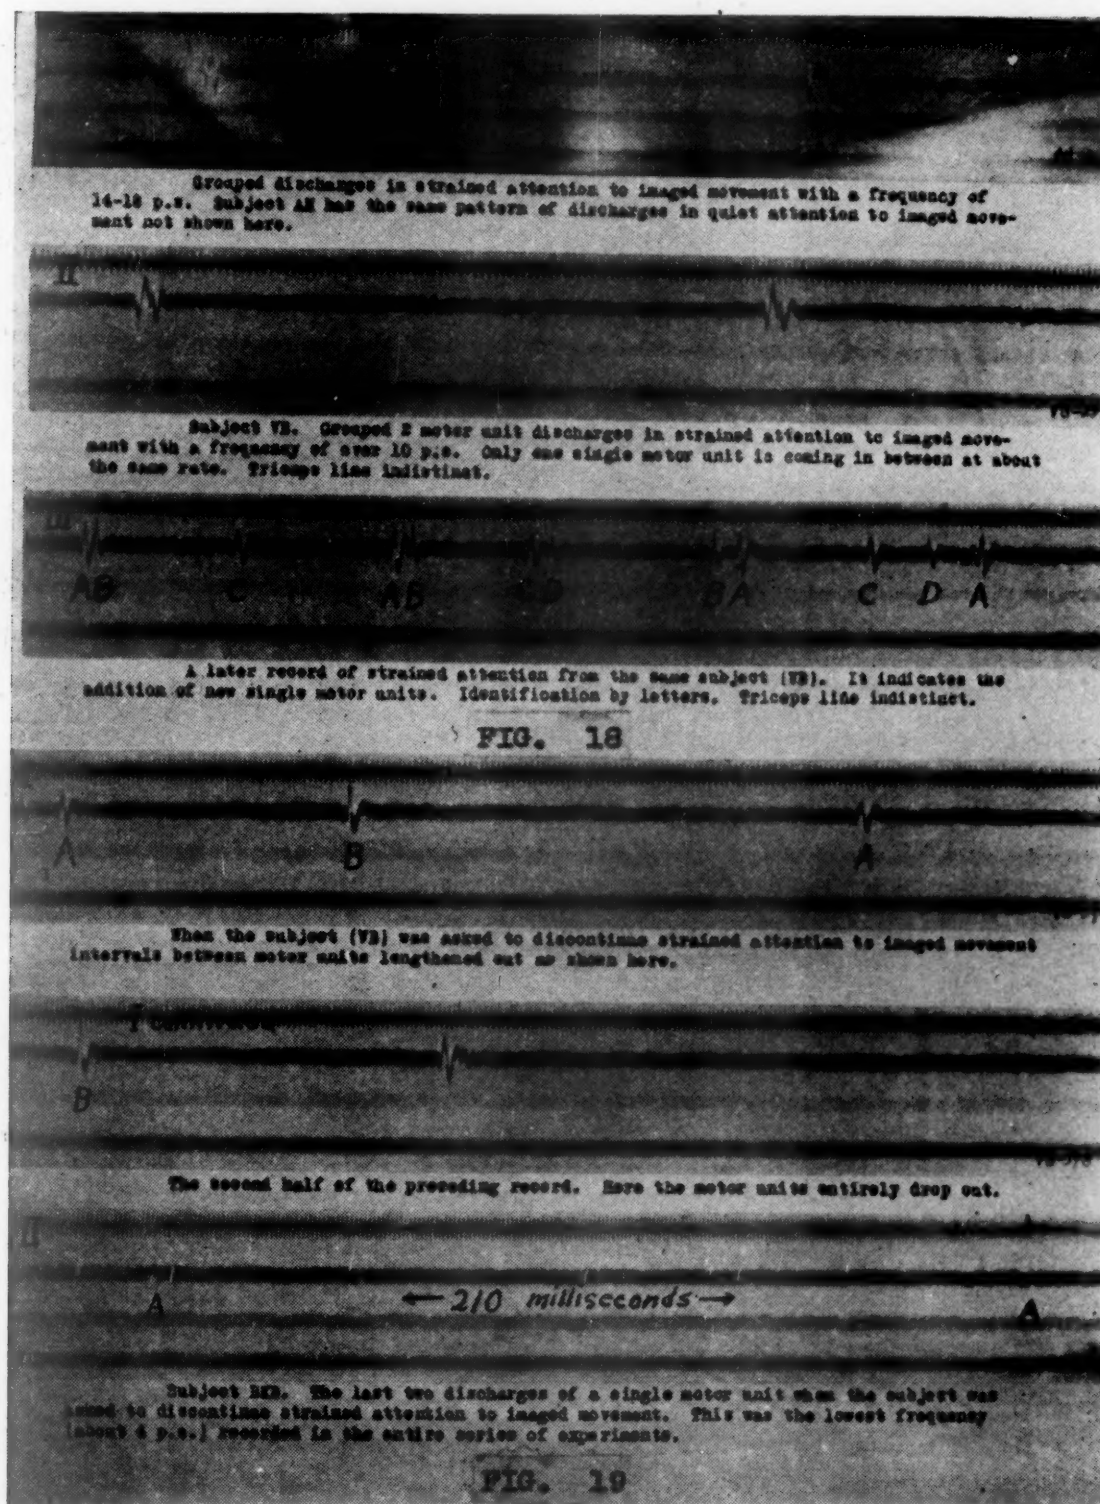 Grouped discharges in strained attention to imaged movement with a frequency of
14-18 p.s. Subject AH has the same pattern of discharges in quiet attention to imaged move-
ment not shown here.
II
Subject VB. Grouped 2 motor unit discharges in strained attention to imaged move-
ment with a frequency of over 10 p.s. Only one single motor unit is coming in between at about
the same rate. Triceps line indistinct.
III
AB C AB BA C D A
A later record of strained attention from the same subject (VB). It indicates the
addition of new single motor units. Identification by letters. Triceps line indistinct.
FIG. 18
A B A
When the subject (VB) was asked to discontinue strained attention to imaged movement
intervals between motor units lengthened out as shown here.
B
The second half of the preceding record. Here the motor units entirely drop out.
II
A ← 210 milliseconds → A
Subject The last two discharges of a single motor unit when the subject was
asked to discontinue strained attention to imaged movement. This was the lowest frequency
(about 4 p.s.) recorded in the entire series of experiments.
FIG. 19